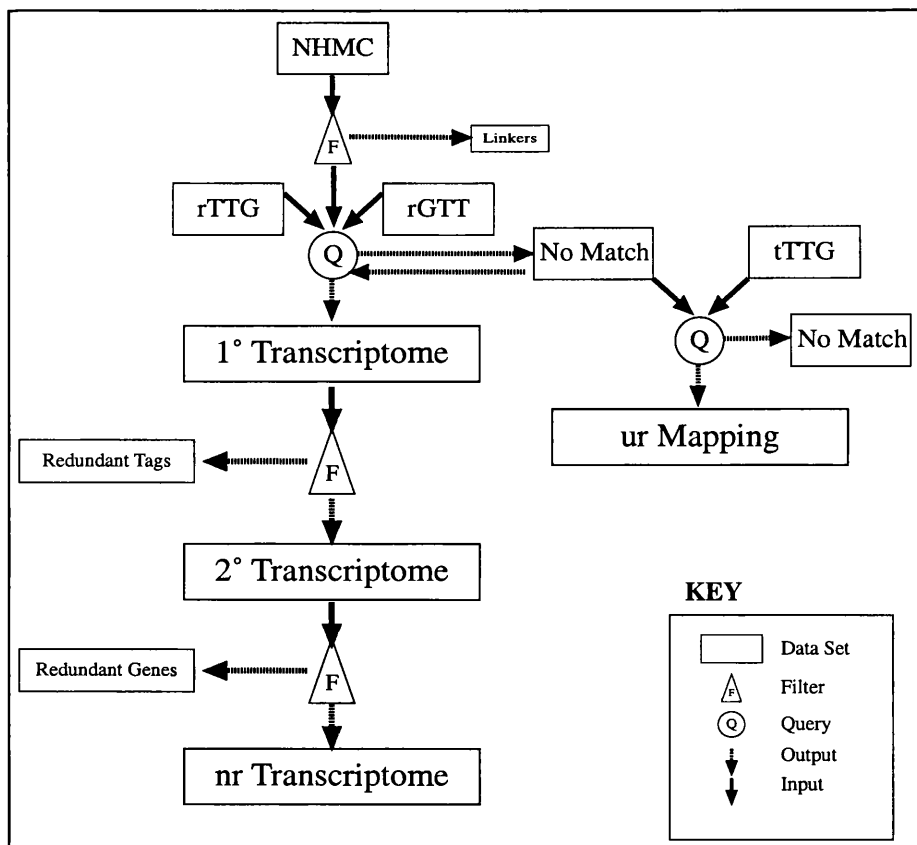 NHMC
F
Linkers
rTTG
rGTT
Q
No Match
tTTG
1° Transcriptome
Q
No Match
ur Mapping
Redundant Tags
F
2° Transcriptome
Redundant Genes
F
nr Transcriptome
KEY
Data Set
F
Filter
Q
Query
Output
Input